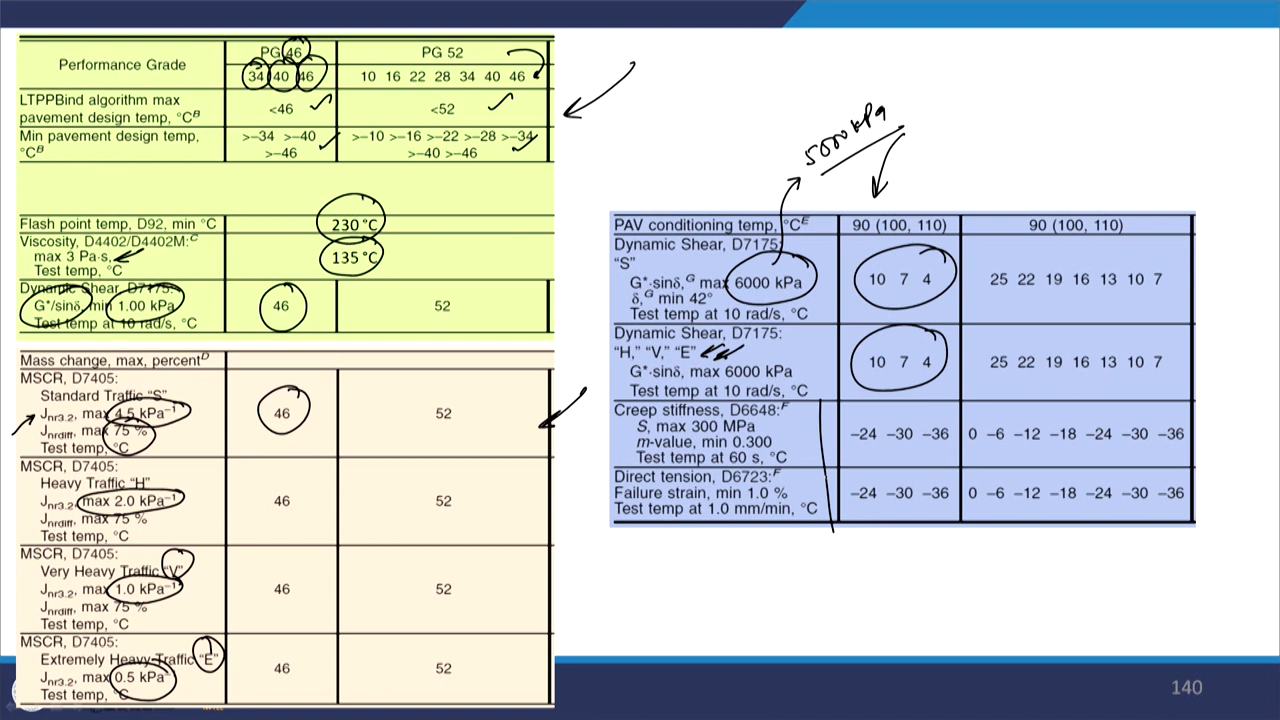 Performance Grade PG 46 PG 52
34 40 46 10 16 22 28 34 40 46
LTPPBind algorithm max
pavement design temp, °C^B <46 <52
Min pavement design temp, >−34 >−40 >−10 >−16 >−22 >−28 >−34
°C^B >−46 >−40 >−46
Flash point temp, D92, min °C 230 °C
Viscosity, D4402/D4402M:^C
max 3 Pa·s,
Test temp, °C 135 °C
Dynamic Shear, D7175:
G*/sinδ, min 1.00 kPa 46 52
Test temp at 10 rad/s, °C
Mass change, max, percent^D
MSCR, D7405:
Standard Traffic “S”
Jnr3.2, max 4.5 kPa−1 46 52
Jnrdiff, max 75 %
Test temp, °C
MSCR, D7405:
Heavy Traffic “H”
Jnr3.2, max 2.0 kPa−1 46 52
Jnrdiff, max 75 %
Test temp, °C
MSCR, D7405:
Very Heavy Traffic “V”
Jnr3.2, max 1.0 kPa−1 46 52
Jnrdiff, max 75 %
Test temp, °C
MSCR, D7405:
Extremely Heavy Traffic “E”
Jnr3.2, max 0.5 kPa 46 52
Test temp, °C
5000 kPa
PAV conditioning temp, °C^E 90 (100, 110) 90 (100, 110)
Dynamic Shear, D7175:
“S”
G*·sinδ,^G max 6000 kPa 10 7 4 25 22 19 16 13 10 7
δ,^G min 42°
Test temp at 10 rad/s, °C
Dynamic Shear, D7175:
“H,” “V,” “E”
G*·sinδ, max 6000 kPa 10 7 4 25 22 19 16 13 10 7
Test temp at 10 rad/s, °C
Creep stiffness, D6648:^F
S, max 300 MPa −24 −30 −36 0 −6 −12 −18 −24 −30 −36
m-value, min 0.300
Test temp at 60 s, °C
Direct tension, D6723:^F
Failure strain, min 1.0 % −24 −30 −36 0 −6 −12 −18 −24 −30 −36
Test temp at 1.0 mm/min, °C
140